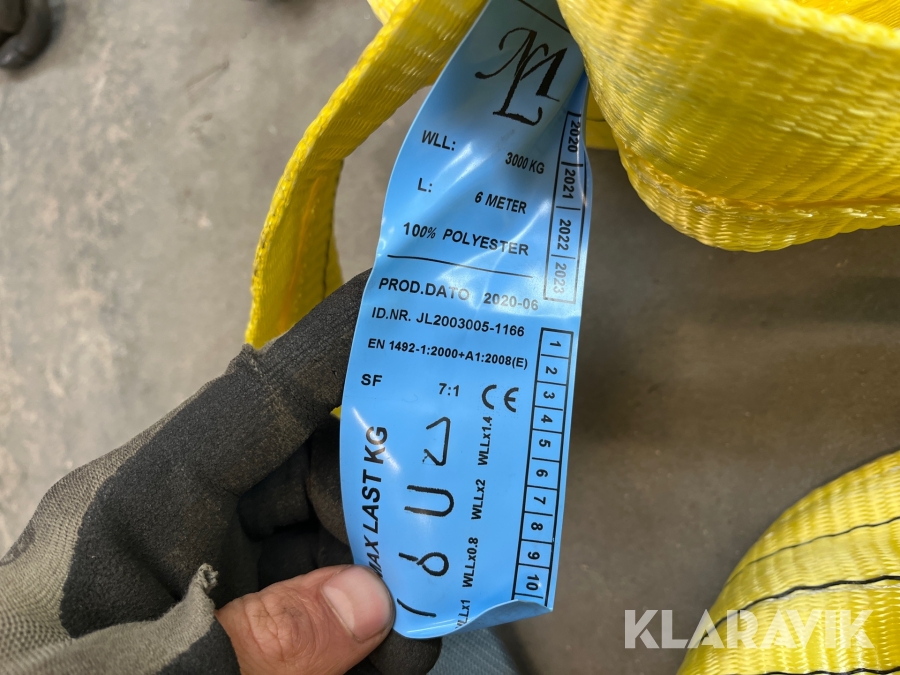 WLL: 3000 KG
L: 6 METER
100% POLYESTER
PROD.DATO 2020-06
ID.NR. JL2003005-1166
EN 1492-1:2000+A1:2008(E)
SF 7:1 CE
MAX LAST KG
WLLx1 WLLx0.8 WLLx2 WLLx1.4
2020 2021 2022 2023
1 2 3 4 5 6 7 8 9 10
KLARAVIK